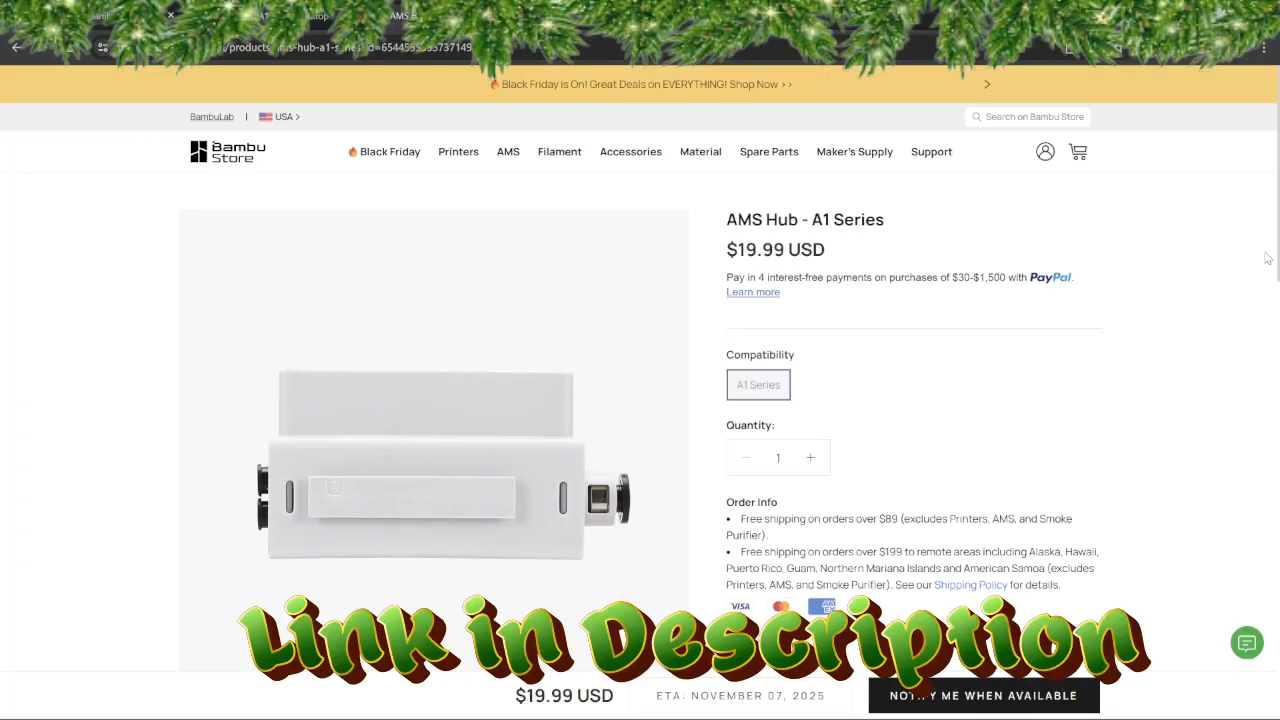 AMS H
🔥 Black Friday is On! Great Deals on EVERYTHING! Shop Now >>
BambuLab | USA >
Search on Bambu Store
Bambu Store
🔥 Black Friday Printers AMS Filament Accessories Material Spare Parts Maker's Supply Support
AMS Hub - A1 Series
$19.99 USD
Pay in 4 interest-free payments on purchases of $30-$1,500 with PayPal.
Learn more
Compatibility
A1 Series
Quantity:
− 1 +
Order Info
• Free shipping on orders over $89 (excludes Printers, AMS, and Smoke
Purifier).
• Free shipping on orders over $199 to remote areas including Alaska, Hawaii,
Puerto Rico, Guam, Northern Mariana Islands and American Samoa (excludes
Printers, AMS, and Smoke Purifier). See our Shipping Policy for details.
VISA
Link in Description
$19.99 USD ETA: NOVEMBER 07, 2025 NOTIFY ME WHEN AVAILABLE